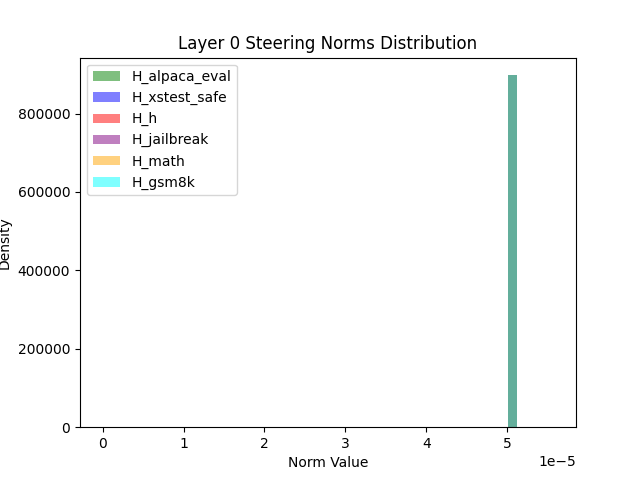 Layer 0 Steering Norms Distribution
H_alpaca_eval
H_xstest_safe
H_h
H_jailbreak
H_math
H_gsm8k
800000
600000
400000
200000
0
Density
0 1 2 3 4 5
1e−5
Norm Value